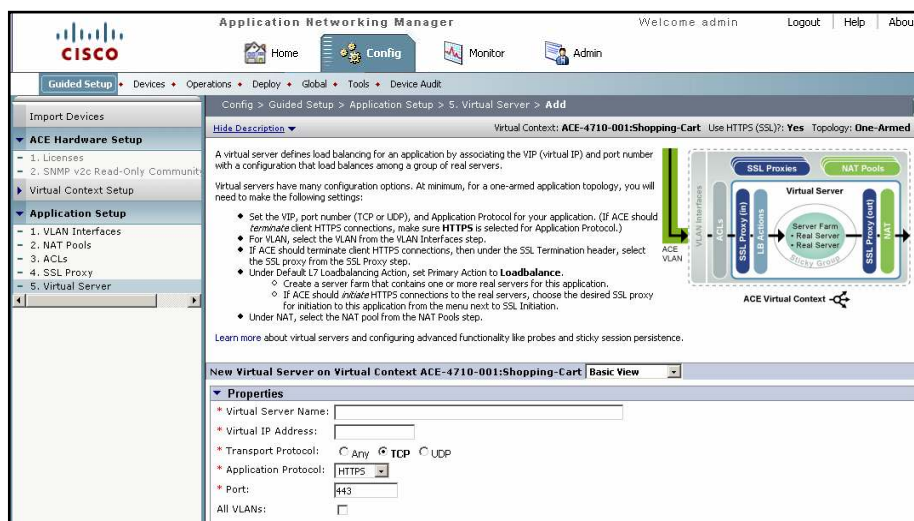 Application Networking Manager
Welcome admin
Logout
Help
Abou
CISCO
Home
Config
Monitor
Admin
Guided Setup
Devices
Operations
Deploy
Global
Tools
Device Audit
Import Devices
ACE Hardware Setup
1. Licenses
2. SNMP v2c Read-Only Communit
Virtual Context Setup
Application Setup
1. VLAN Interfaces
2. NAT Pools
3. ACLs
4. SSL Proxy
5. Virtual Server
Config > Guided Setup > Application Setup > 5. Virtual Server > Add
Hide Description
Virtual Context: ACE-4710-001:Shopping-Cart Use HTTPS (SSL)?: Yes Topology: One-Armed
A virtual server defines load balancing for an application by associating the VIP (virtual IP) and port number
with a configuration that load balances among a group of real servers.
Virtual servers have many configuration options. At minimum, for a one-armed application topology, you will
need to make the following settings:
Set the VIP, port number (TCP or UDP), and Application Protocol for your application. (If ACE should
terminate client HTTPS connections, make sure HTTPS is selected for Application Protocol.)
For VLAN, select the VLAN from the VLAN Interfaces step.
If ACE should terminate client HTTPS connections, then under the SSL Termination header, select
the SSL proxy from the SSL Proxy step.
Under Default L7 Loadbalancing Action, set Primary Action to Loadbalance.
Create a server farm that contains one or more real servers for this application.
If ACE should initiate HTTPS connections to the real servers, choose the desired SSL proxy
for initiation to this application from the menu next to SSL Initiation.
Under NAT, select the NAT pool from the NAT Pools step.
Learn more about virtual servers and configuring advanced functionality like probes and sticky session persistence.
SSL Proxies
NAT Pools
Virtual Server
VLAN Interfaces
ACLs
SSL Proxy (in)
LB Actions
Server Farm
• Real Server
• Real Server
Sticky Group
SSL Proxy (out)
NAT
ACE
VLAN
ACE Virtual Context
New Virtual Server on Virtual Context ACE-4710-001:Shopping-Cart
Basic View
Properties
* Virtual Server Name:
* Virtual IP Address:
* Transport Protocol: Any TCP UDP
* Application Protocol: HTTPS
* Port: 443
All VLANs: